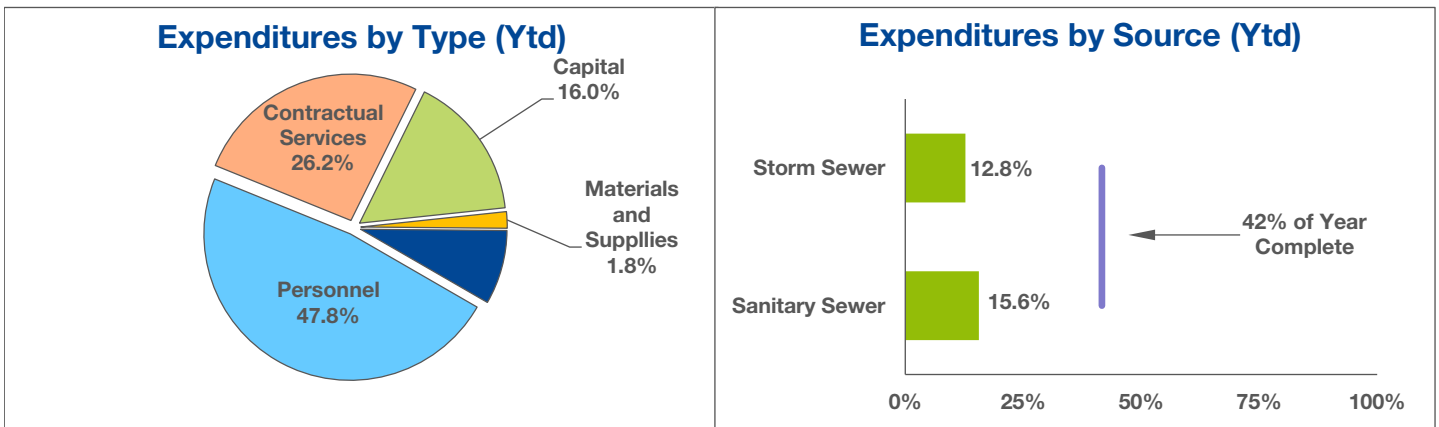 Expenditures by Type (Ytd)
Capital
16.0%
Contractual
Services
26.2%
Materials
and
Suppllies
1.8%
Personnel
47.8%
Expenditures by Source (Ytd)
Storm Sewer
12.8%
42% of Year
Complete
Sanitary Sewer
15.6%
0% 25% 50% 75% 100%